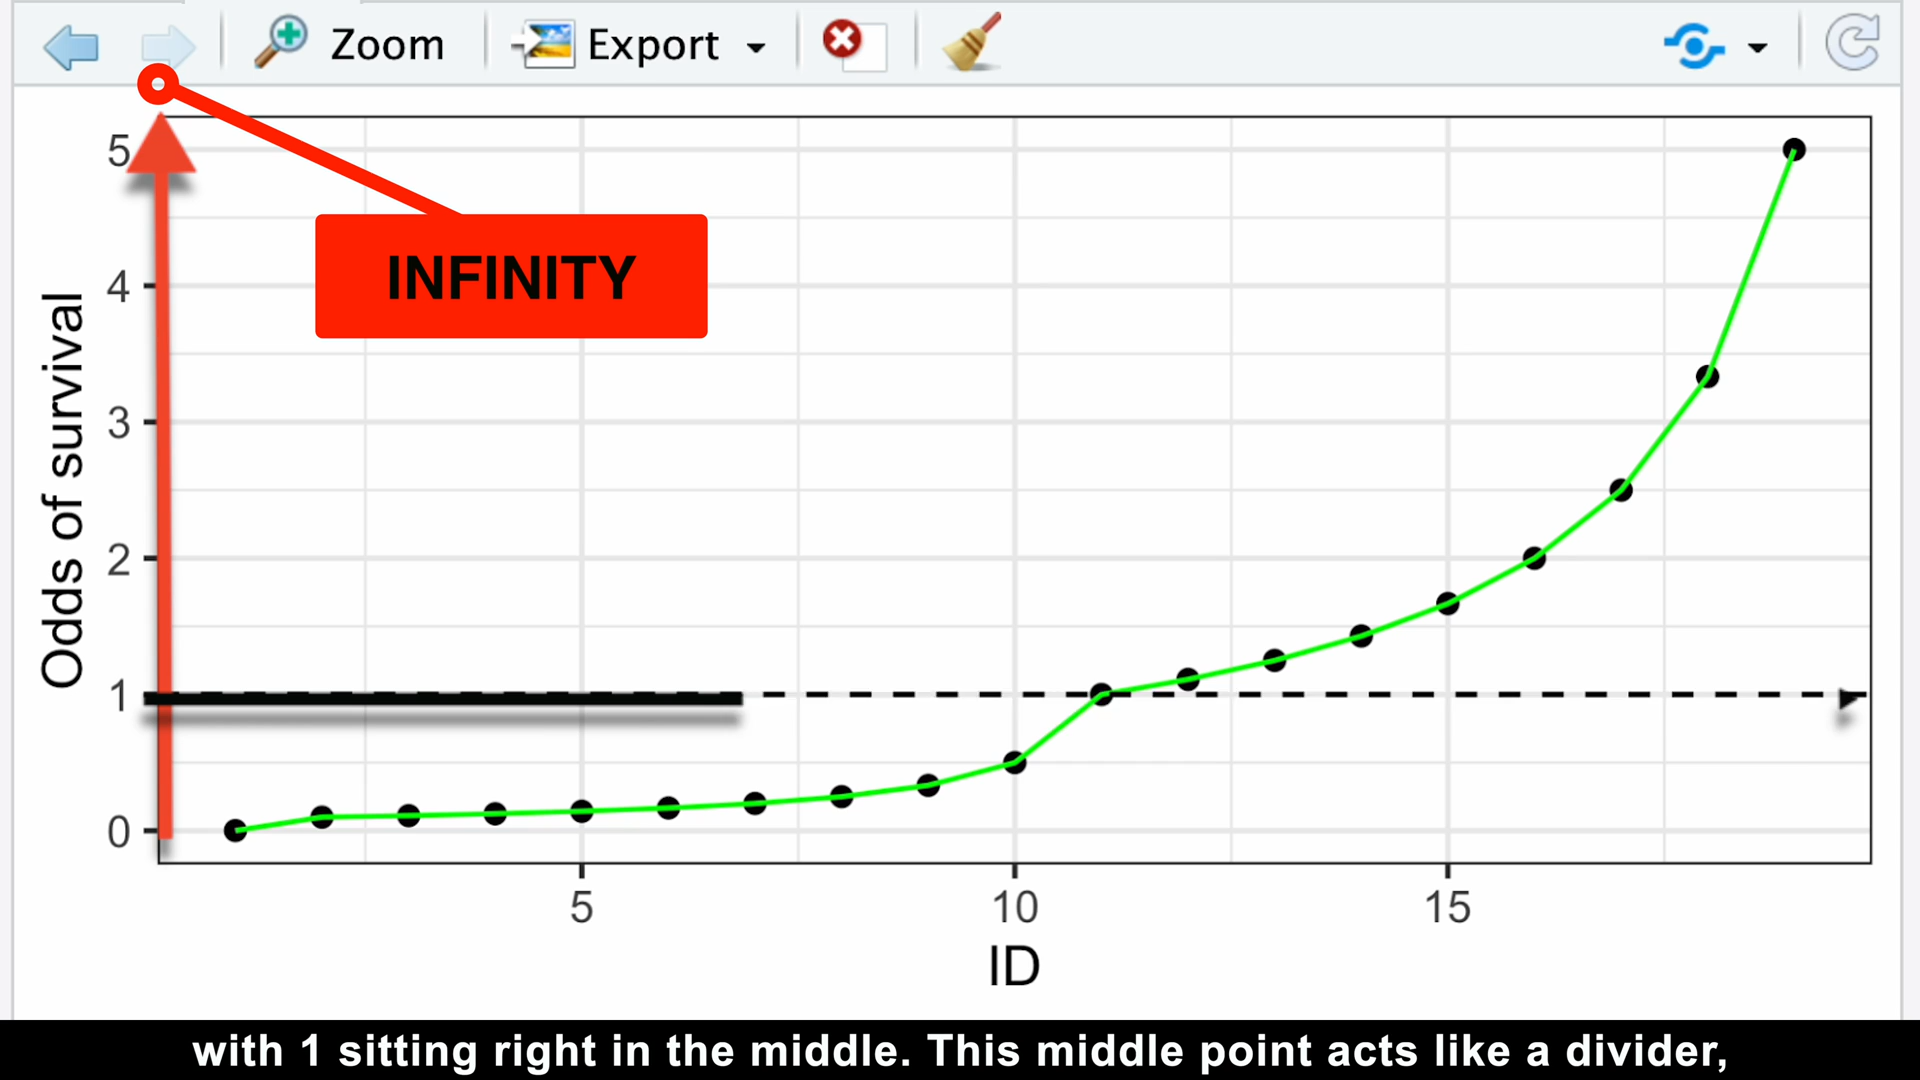 Zoom
Export
5
INFINITY
4
3
2
1
0
Odds of survival
5 10 15
ID
with 1 sitting right in the middle. This middle point acts like a divider,